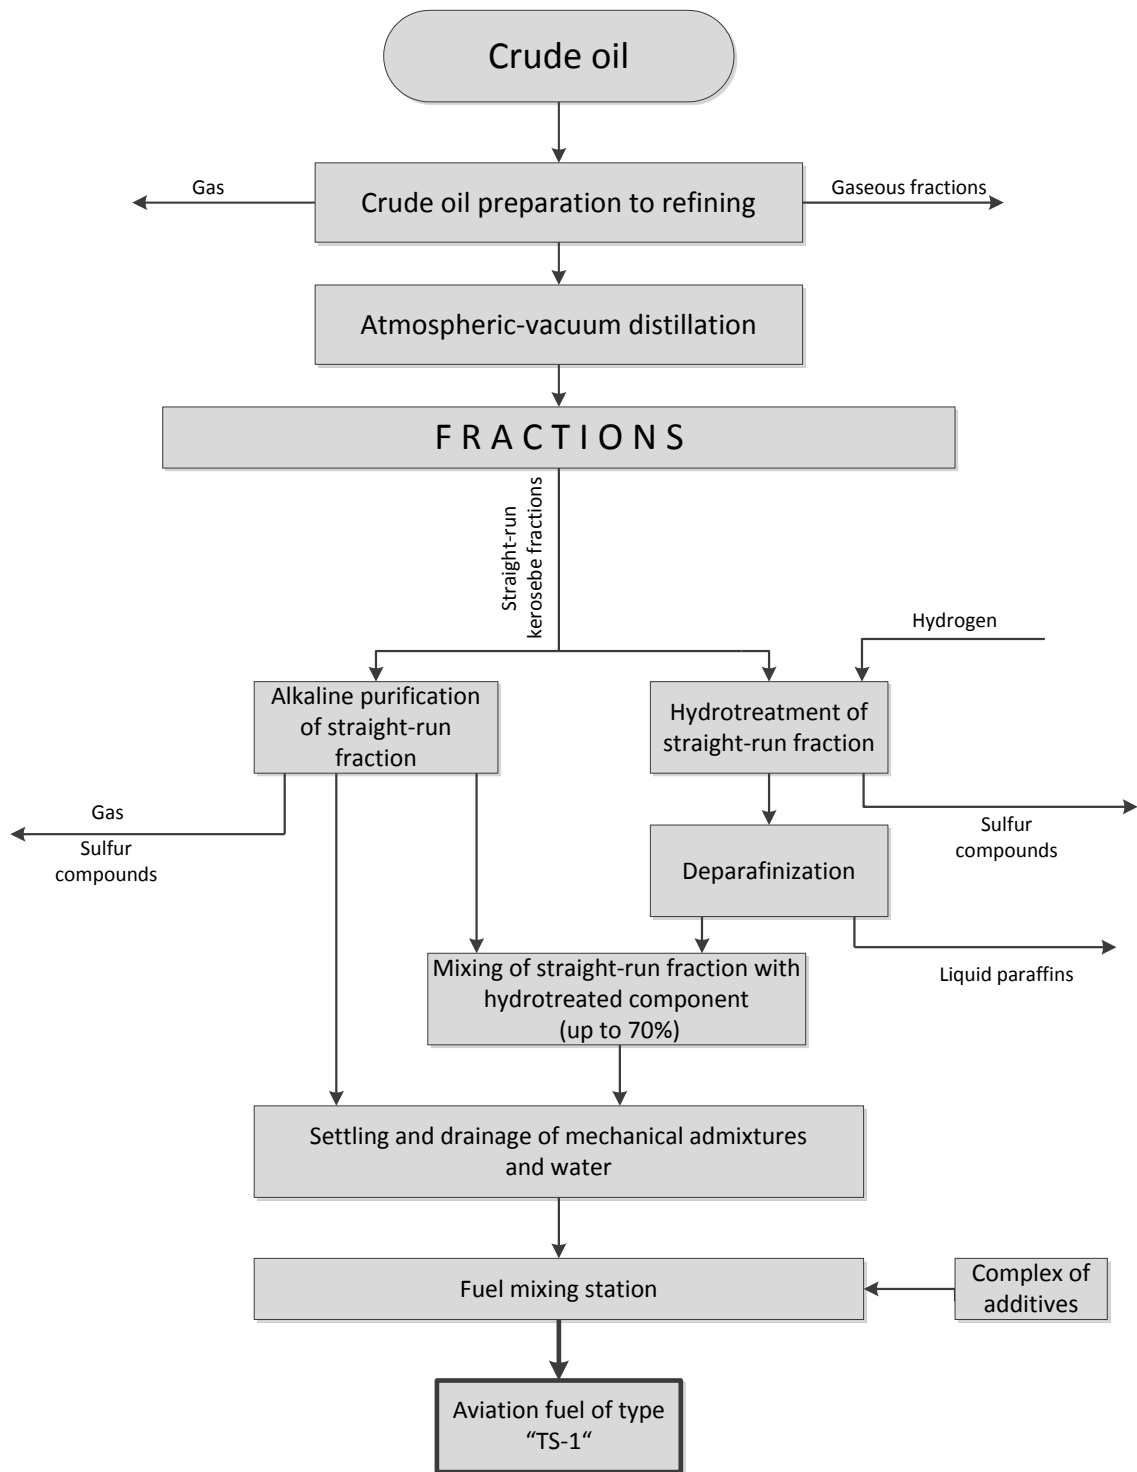 Crude oil
Gas
Crude oil preparation to refining
Gaseous fractions
Atmospheric-vacuum distillation
F R A C T I O N S
Straight-run
kerosebe fractions
Hydrogen
Alkaline purification
of straight-run
fraction
Hydrotreatment of
straight-run fraction
Gas
Sulfur
compounds
Sulfur
compounds
Deparafinization
Liquid paraffins
Mixing of straight-run fraction with
hydrotreated component
(up to 70%)
Settling and drainage of mechanical admixtures
and water
Fuel mixing station
Complex of
additives
Aviation fuel of type
“TS-1“